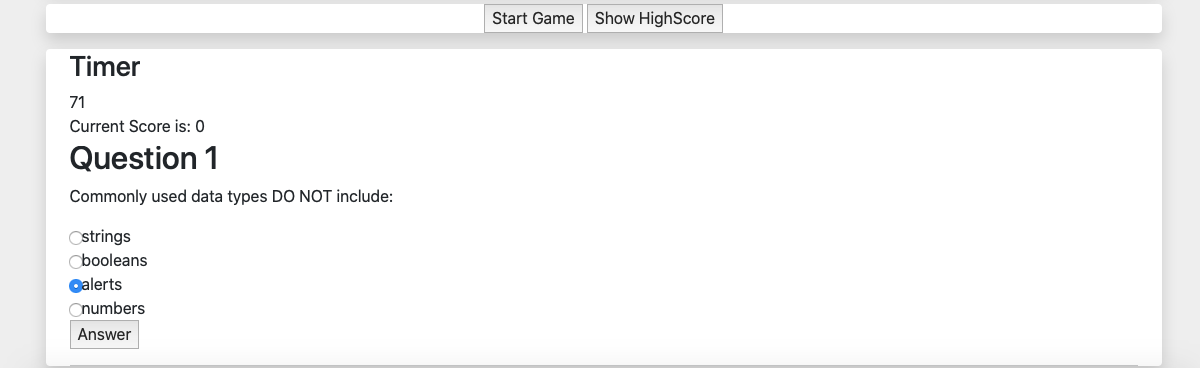 Start Game Show HighScore
Timer
71
Current Score is: 0
Question 1
Commonly used data types DO NOT include:
strings
booleans
alerts
numbers
Answer